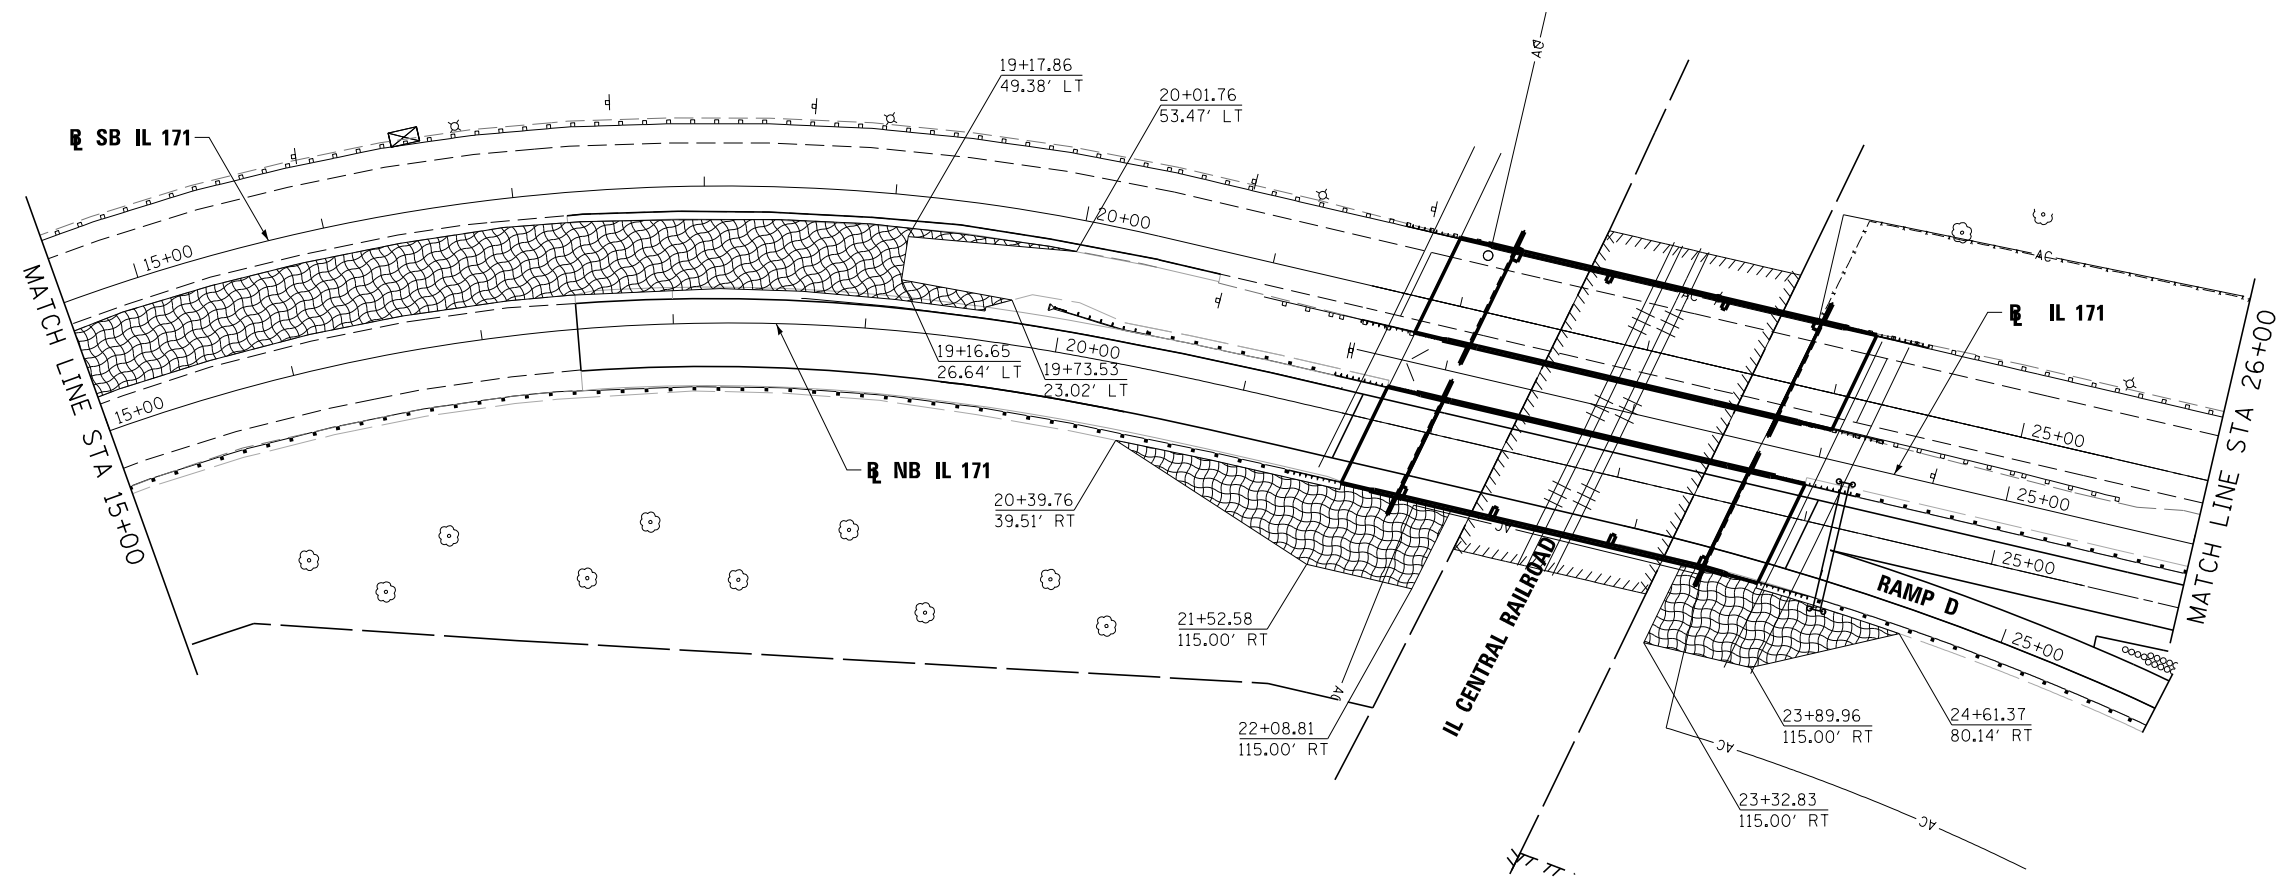 19+17.86
49.38' LT
20+01.76
53.47' LT
AC
℄ SB IL 171
15+00
20+00
AC
AC
℄ IL 171
MATCH LINE STA 15+00
15+00
20+00
19+16.65
26.64' LT
19+73.53
23.02' LT
℄ NB IL 171
20+39.76
39.51' RT
21+52.58
115.00' RT
22+08.81
115.00' RT
AC
AC
IL CENTRAL RAILROAD
25+00
25+00
25+00
RAMP D
25+00
MATCH LINE STA 26+00
23+89.96
115.00' RT
24+61.37
80.14' RT
23+32.83
115.00' RT
AC
AC